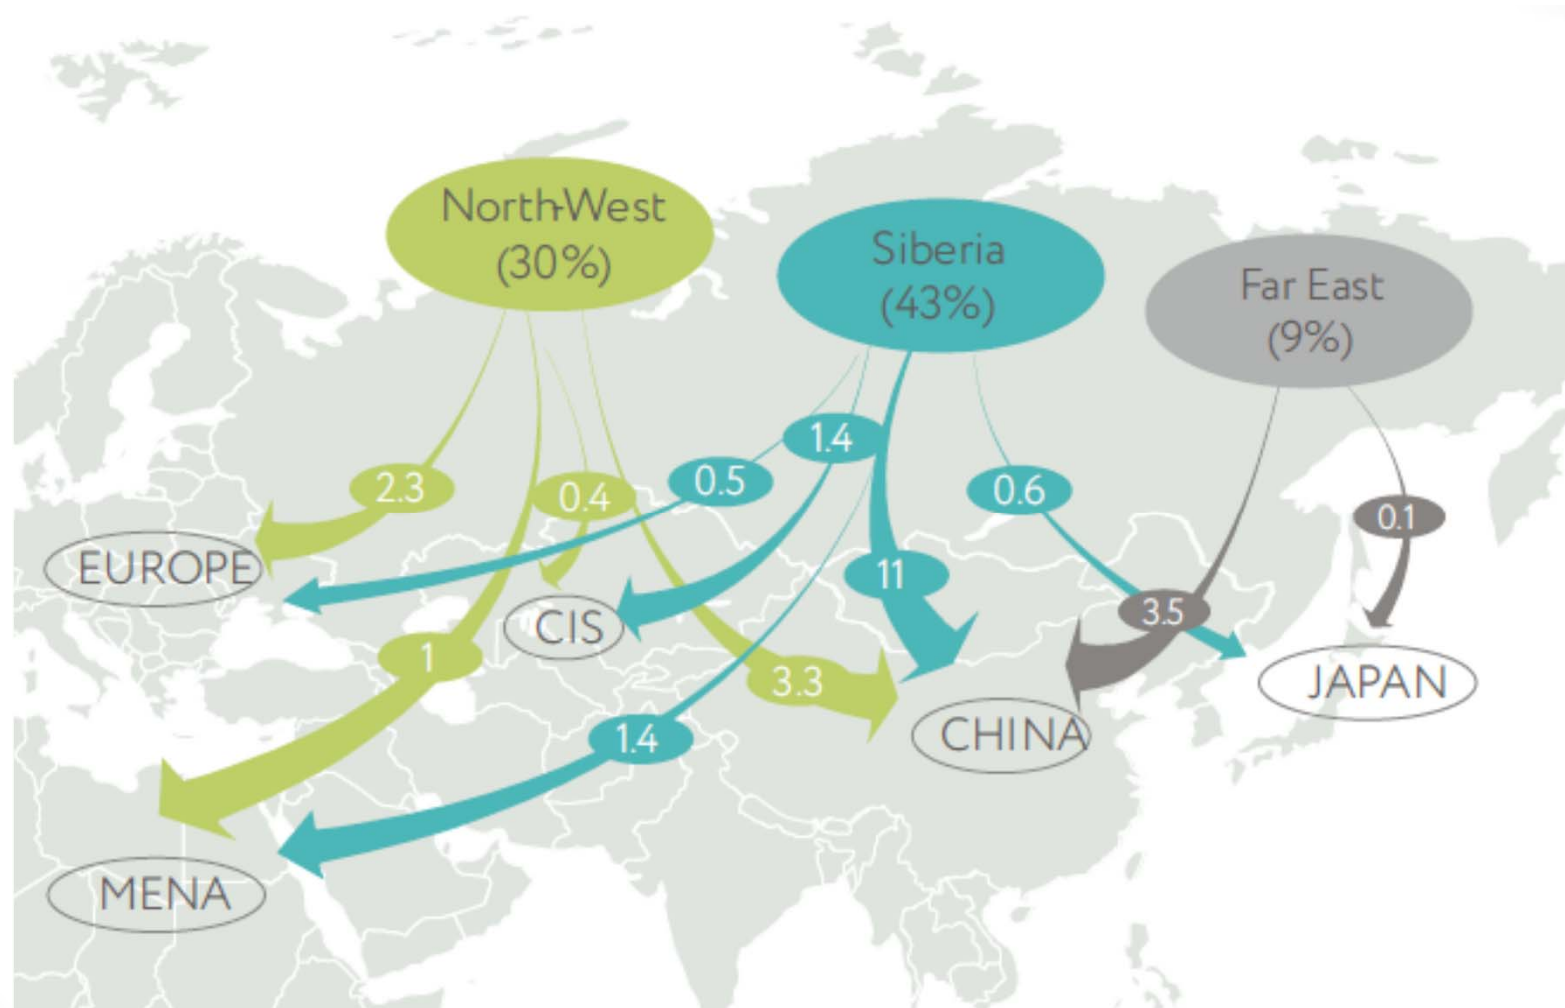 North-West
(30%)
Siberia
(43%)
Far East
(9%)
1.4
2.3
0.5
0.4
0.6
0.1
EUROPE
11
CIS
3.5
1
3.3
JAPAN
1.4
CHINA
MENA